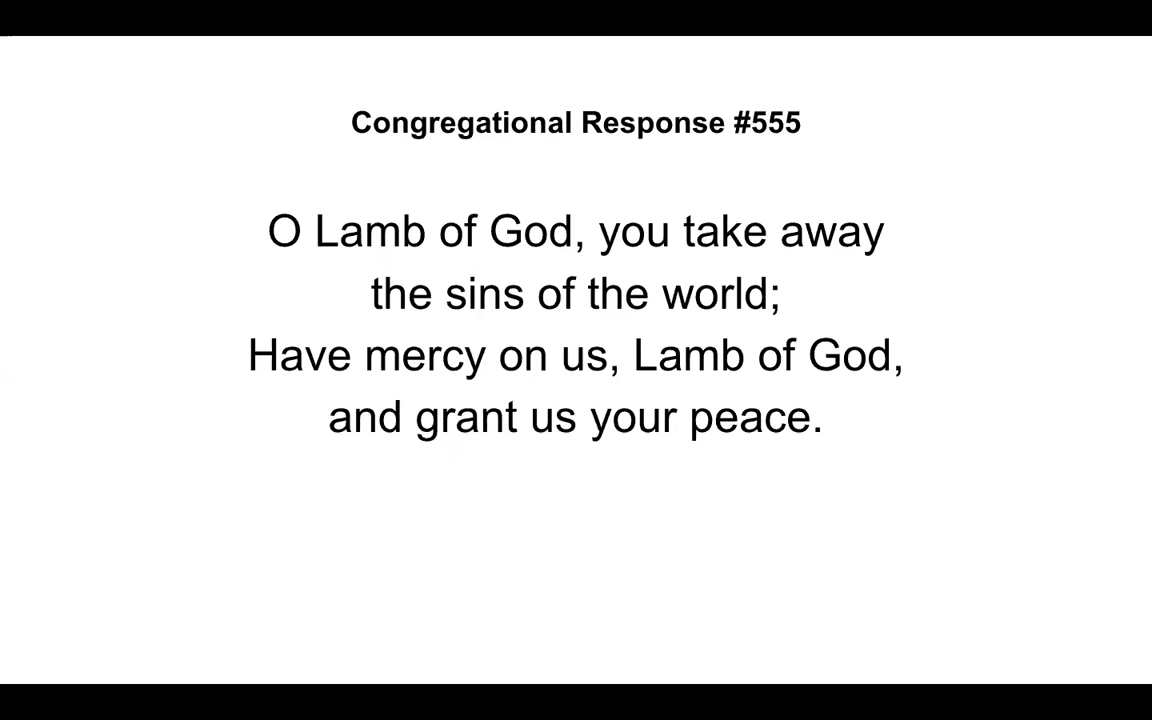 Congregational Response #555
O Lamb of God, you take away
the sins of the world;
Have mercy on us, Lamb of God,
and grant us your peace.